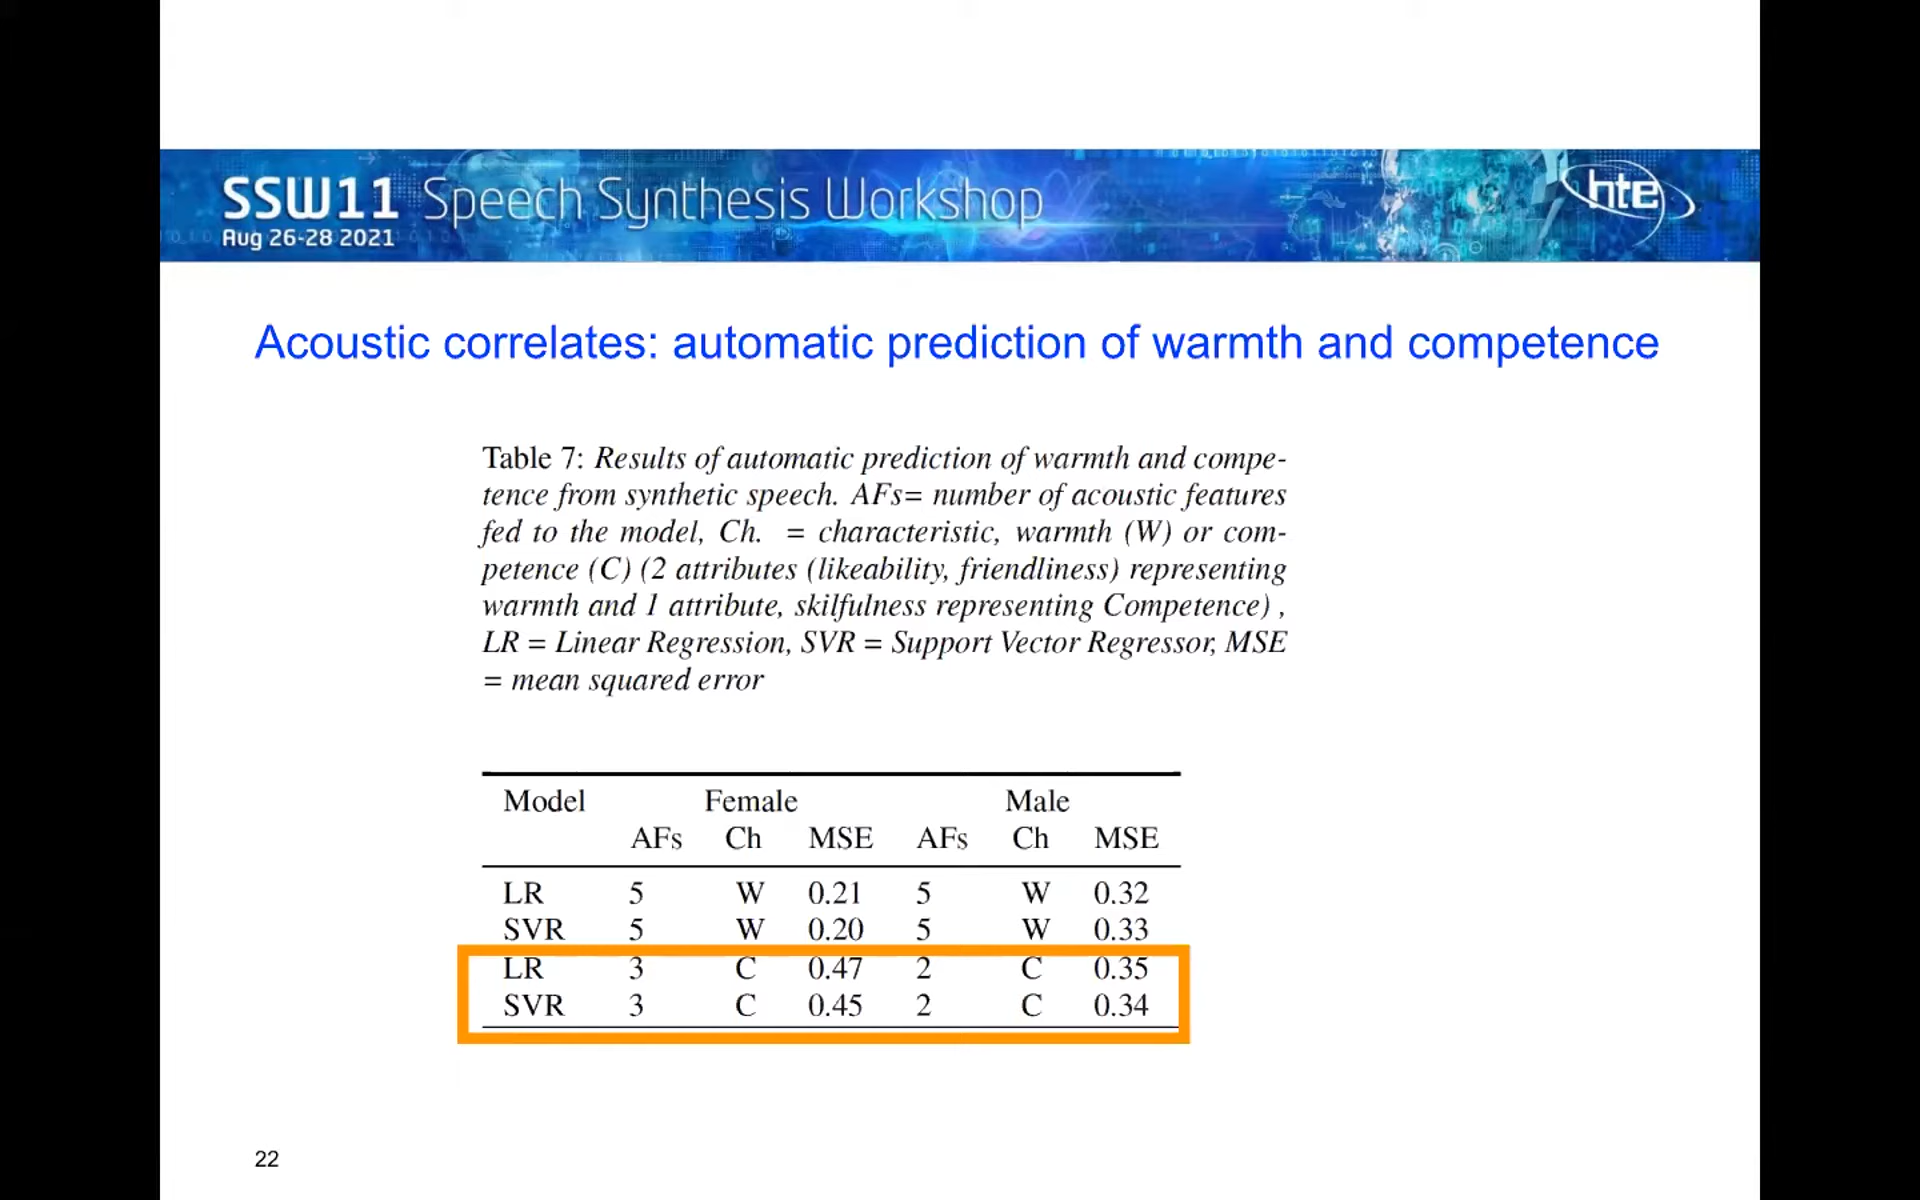 SSW11 Speech Synthesis Workshop
Aug 26-28 2021
hte
Acoustic correlates: automatic prediction of warmth and competence
Table 7: Results of automatic prediction of warmth and compe-
tence from synthetic speech. AFs= number of acoustic features
fed to the model, Ch. = characteristic, warmth (W) or com-
petence (C) (2 attributes (likeability, friendliness) representing
warmth and 1 attribute, skilfulness representing Competence) ,
LR = Linear Regression, SVR = Support Vector Regressor, MSE
= mean squared error
Model Female Male
AFs Ch MSE AFs Ch MSE
LR 5 W 0.21 5 W 0.32
SVR 5 W 0.20 5 W 0.33
LR 3 C 0.47 2 C 0.35
SVR 3 C 0.45 2 C 0.34
22